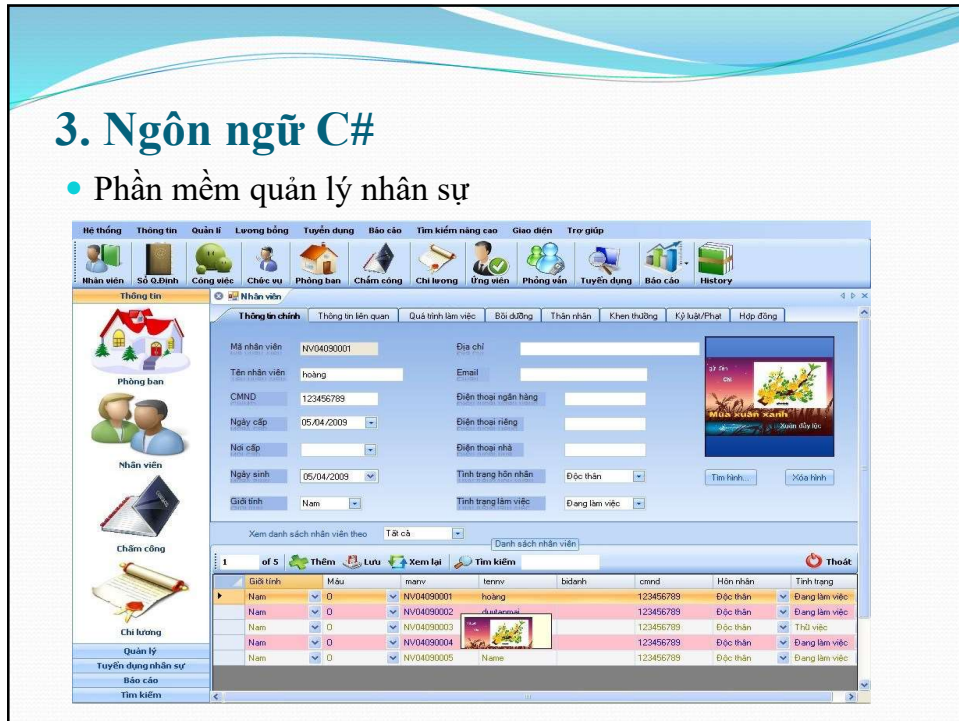 3. Ngôn ngữ C#
• Phần mềm quản lý nhân sự
Hệ thống Thông tin Quản lí Lương bổng Tuyển dụng Báo cáo Tìm kiếm nâng cao Giao diện Trợ giúp
Nhân viên Sổ Q.Định Công việc Chức vụ Phòng ban Chấm công Chi lương Ứng viên Phỏng vấn Tuyển dụng Báo cáo History
Thông tin
Phòng ban
Nhân viên
Chấm công
Chi lương
Quản lý
Tuyển dụng nhân sự
Báo cáo
Tìm kiếm
Nhân viên
Thông tin chính Thông tin liên quan Quá trình làm việc Bồi dưỡng Thân nhân Khen thưởng Kỷ luật/Phạt Hợp đồng
Mã nhân viên NV04090001 Địa chỉ
Tên nhân viên hoàng Email
CMND 123456789 Điện thoại ngân hàng
Ngày cấp 05/04/2009 Điện thoại riêng
Nơi cấp Điện thoại nhà
Ngày sinh 05/04/2009 Tình trạng hôn nhân Độc thân
Giới tính Nam Tình trạng làm việc Đang làm việc
Mùa xuân xanh
Xuân đầy lộc
Tìm hình... Xóa hình
Xem danh sách nhân viên theo Tất cả
Danh sách nhân viên
1 of 5 Thêm Lưu Xem lại Tìm kiếm Thoát
Giới tính Máu manv tennv bidanh cmnd Hôn nhân Tình trạng
Nam O NV04090001 hoàng 123456789 Độc thân Đang làm việc
Nam O NV04090002 duutanmai 123456789 Độc thân Đang làm việc
Nam O NV04090003 123456789 Độc thân Thử việc
Nam O NV04090004 123456789 Độc thân Đang làm việc
Nam O NV04090005 Name 123456789 Độc thân Đang làm việc